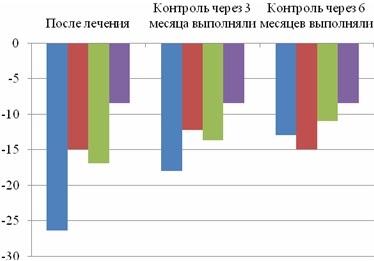 После лечения
Контроль через 3
месяца выполняли
Контроль через 6
месяцев выполняли
0
-5
-10
-15
-20
-25
-30